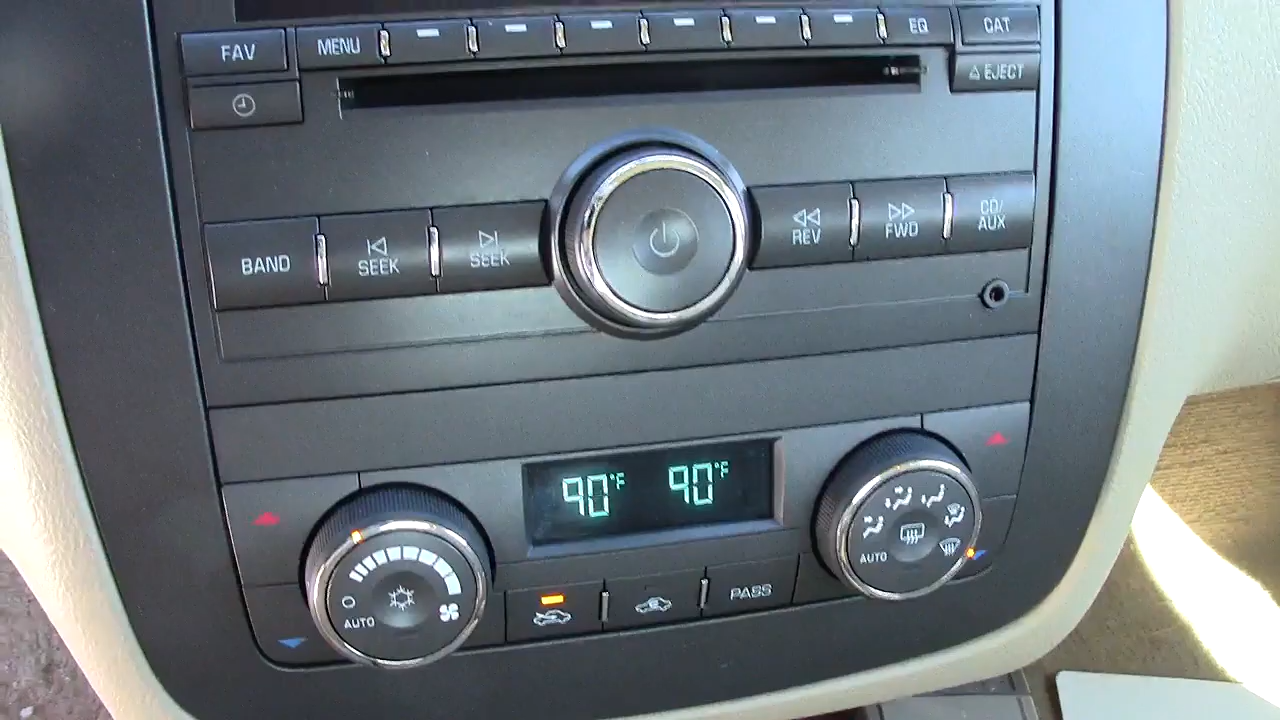 FAV
MENU
EQ
CAT
EJECT
BAND
SEEK
SEEK
REV
FWD
CD/
AUX
90°F
90°F
AUTO
AUTO
PASS